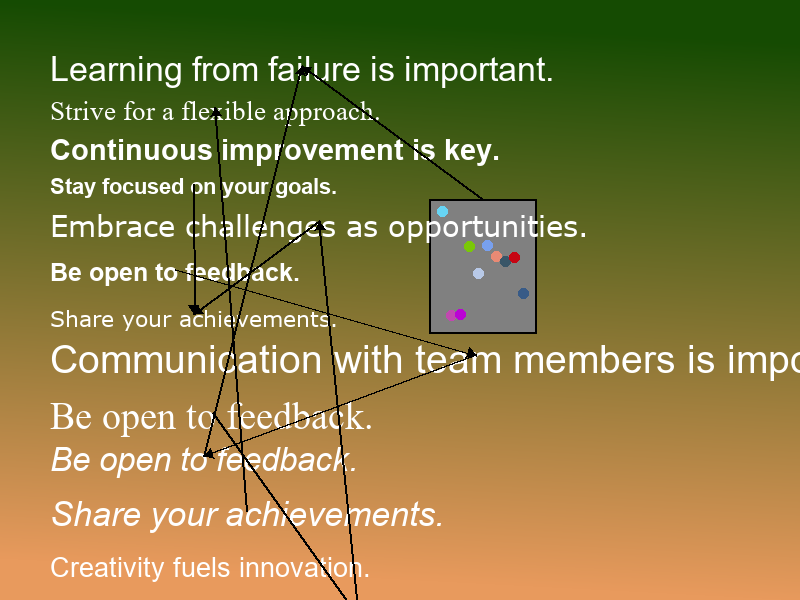 Learning from failure is important.
Strive for a flexible approach.
Continuous improvement is key.
Stay focused on your goals.
Embrace challenges as opportunities.
Be open to feedback.
Share your achievements.
Communication with team members is impo
Be open to feedback.
Be open to feedback.
Share your achievements.
Creativity fuels innovation.